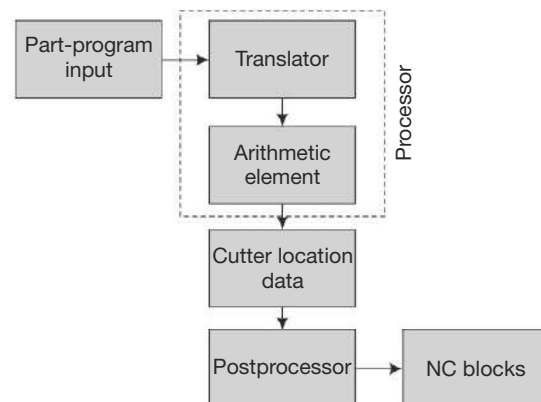 Part-program
input
Translator
Processor
Arithmetic
element
Cutter location
data
Postprocessor
NC blocks